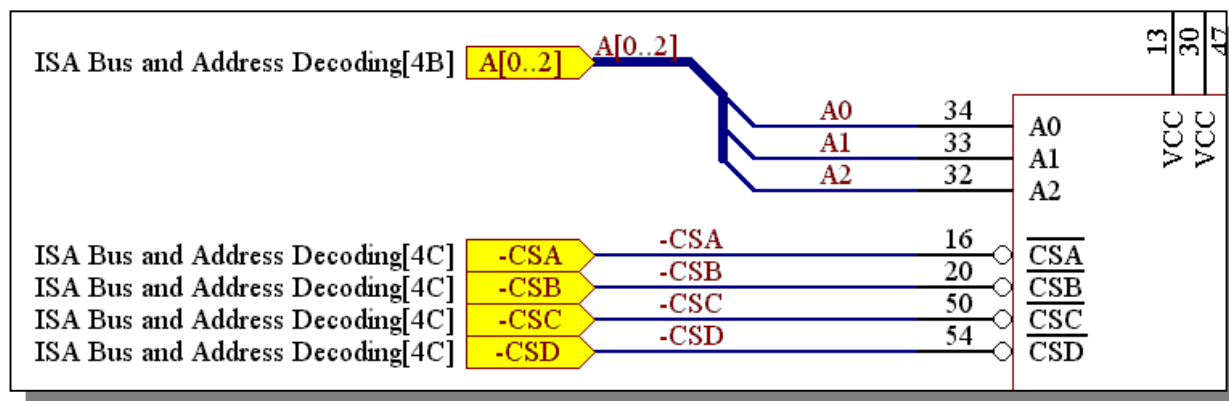 13 30 47
ISA Bus and Address Decoding[4B] A[0..2] A[0..2]
VCC VCC
A0 34 A0
A1 33 A1
A2 32 A2
ISA Bus and Address Decoding[4C] -CSA -CSA 16 CSA
ISA Bus and Address Decoding[4C] -CSB -CSB 20 CSB
ISA Bus and Address Decoding[4C] -CSC -CSC 50 CSC
ISA Bus and Address Decoding[4C] -CSD -CSD 54 CSD